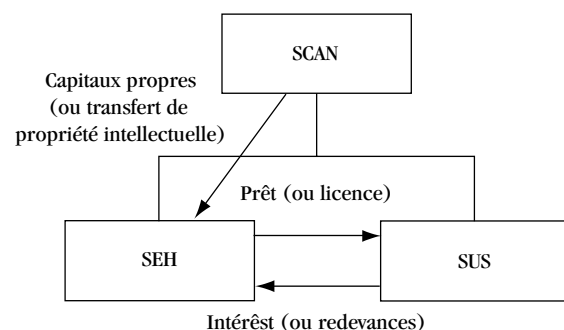 SCAN
Capitaux propres
(ou transfert de
propriété intellectuelle)
Prêt (ou licence)
SEH
SUS
Intérêst (ou redevances)